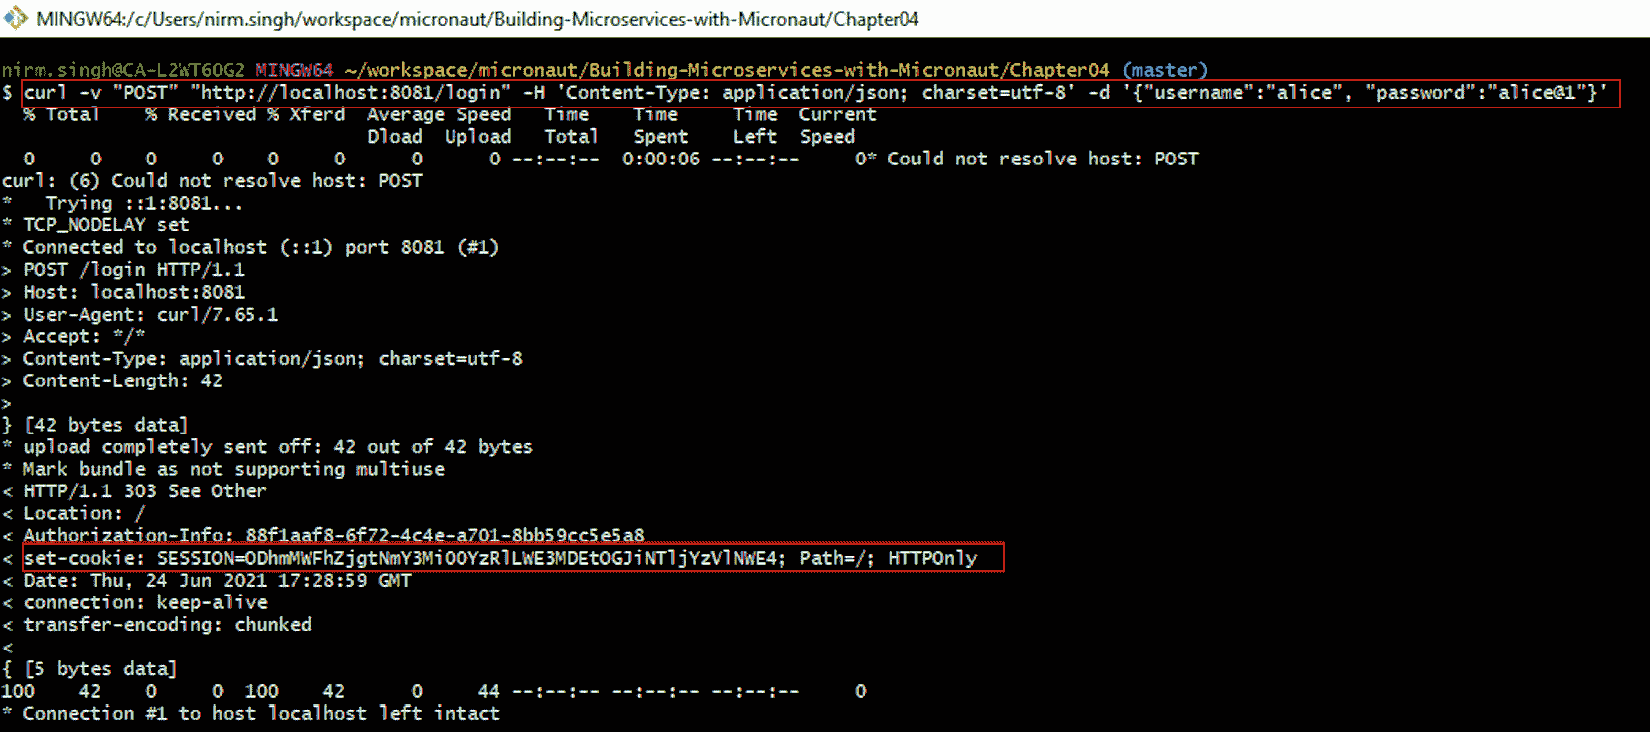 MINGW64:/c/Users/nirm.singh/workspace/micronaut/Building-Microservices-with-Micronaut/Chapter04
nirm.singh@CA-L2WT60G2 MINGW64 ~/workspace/micronaut/Building-Microservices-with-Micronaut/Chapter04 (master)
$ curl -v "POST" "http://localhost:8081/login" -H 'Content-Type: application/json; charset=utf-8' -d '{"username":"alice", "password":"alice@1"}'
% Total % Received % Xferd Average Speed Time Time Time Current
Dload Upload Total Spent Left Speed
0 0 0 0 0 0 0 0 --:--:-- 0:00:06 --:--:-- 0* Could not resolve host: POST
curl: (6) Could not resolve host: POST
* Trying ::1:8081...
* TCP_NODELAY set
* Connected to localhost (::1) port 8081 (#1)
> POST /login HTTP/1.1
> Host: localhost:8081
> User-Agent: curl/7.65.1
> Accept: */*
> Content-Type: application/json; charset=utf-8
> Content-Length: 42
>
} [42 bytes data]
* upload completely sent off: 42 out of 42 bytes
* Mark bundle as not supporting multiuse
< HTTP/1.1 303 See Other
< Location: /
< Authorization-Info: 88f1aaf8-6f72-4c4e-a701-8bb59cc5e5a8
< set-cookie: SESSION=ODhmMWFhZjgtNmY3Mi00YzRlLWE3MDEtOGJiNTljYzVlNWE4; Path=/; HTTPOnly
< Date: Thu, 24 Jun 2021 17:28:59 GMT
< connection: keep-alive
< transfer-encoding: chunked
<
{ [5 bytes data]
100 42 0 0 100 42 0 44 --:--:-- --:--:-- --:--:-- 0
* Connection #1 to host localhost left intact